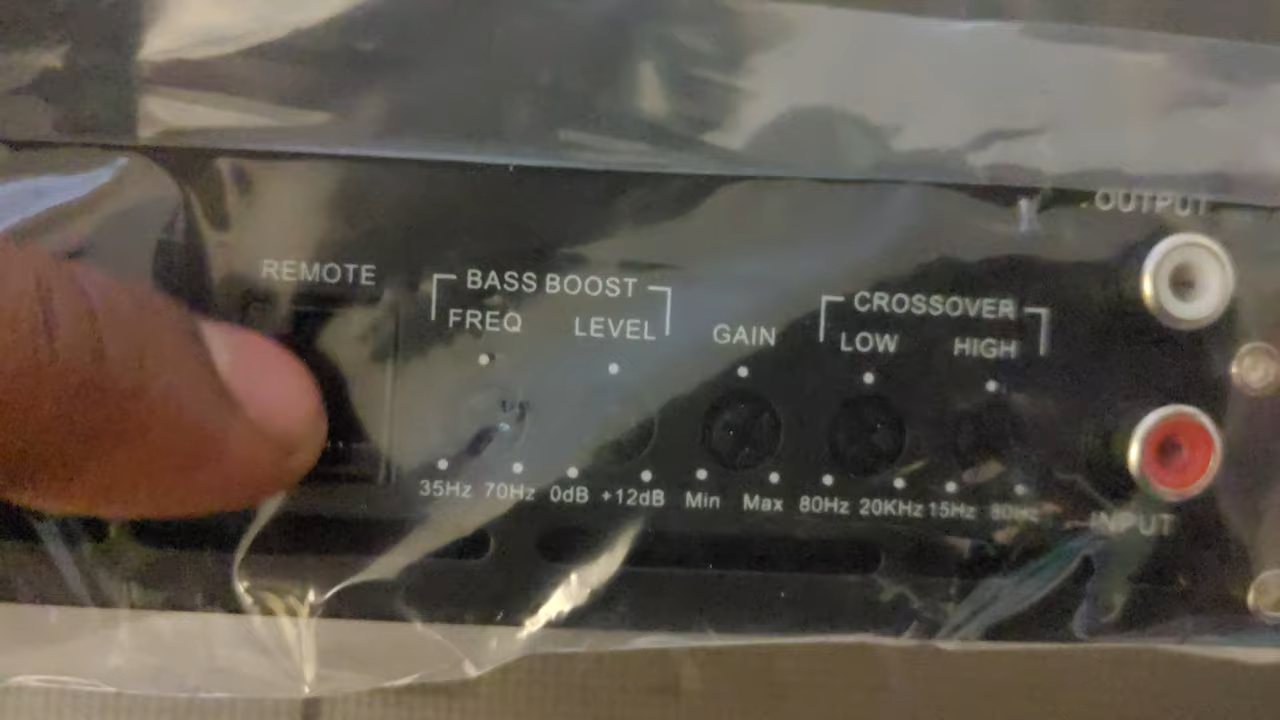 OUTPUT
REMOTE
BASS BOOST
CROSSOVER
FREQ LEVEL GAIN LOW HIGH
35Hz 70Hz 0dB +12dB Min Max 80Hz 20KHz 15Hz 80Hz
INPUT